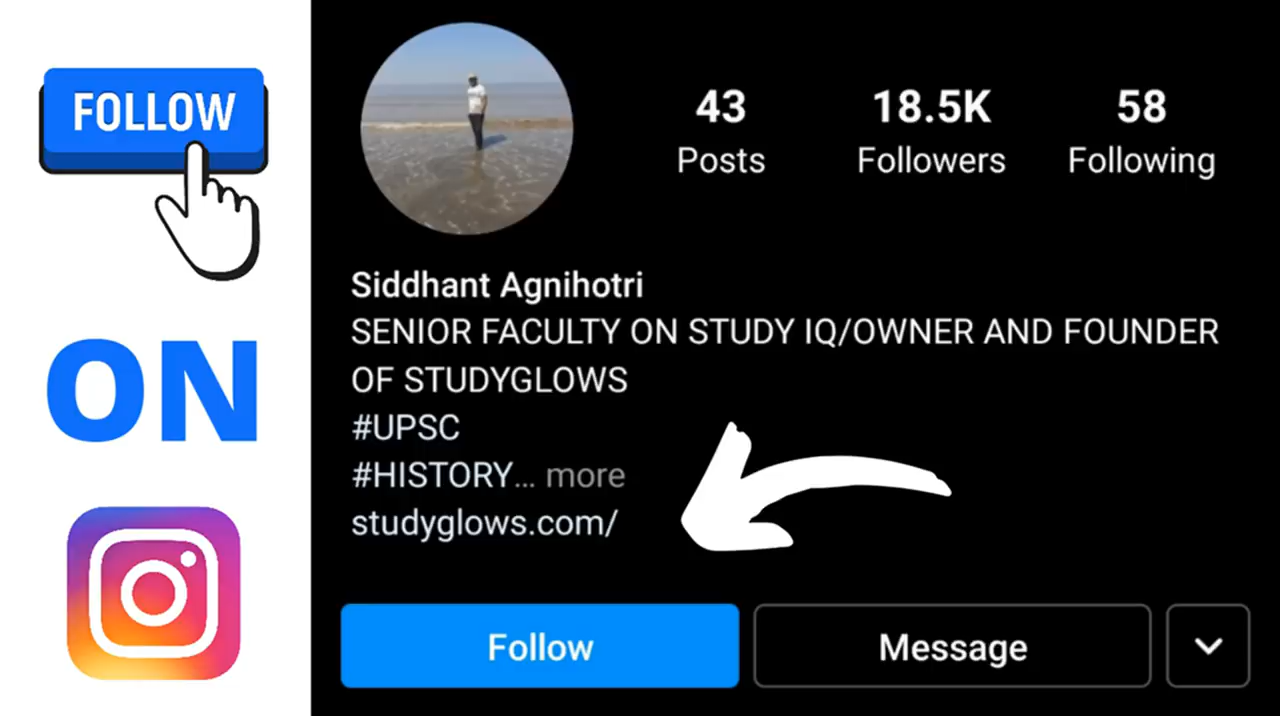 FOLLOW
ON
43 18.5K 58
Posts Followers Following
Siddhant Agnihotri
SENIOR FACULTY ON STUDY IQ/OWNER AND FOUNDER
OF STUDYGLOWS
#UPSC
#HISTORY... more
studyglows.com/
Follow Message